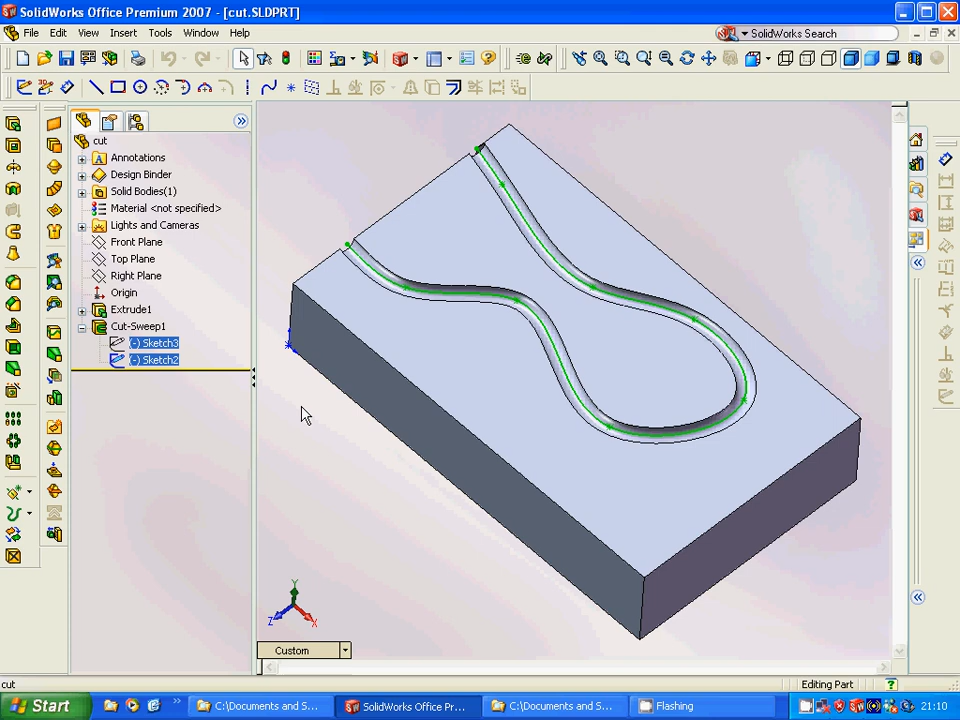 SolidWorks Office Premium 2007 - [cut.SLDPRT]
File Edit View Insert Tools Window Help
SolidWorks Search
cut
Annotations
Design Binder
Solid Bodies(1)
Material <not specified>
Lights and Cameras
Front Plane
Top Plane
Right Plane
Origin
Extrude1
Cut-Sweep1
(-) Sketch3
(-) Sketch2
Y
Z
X
Custom
cut
Editing Part
Start
C:\Documents and S...
SolidWorks Office Pr...
C:\Documents and S...
Flashing
21:10